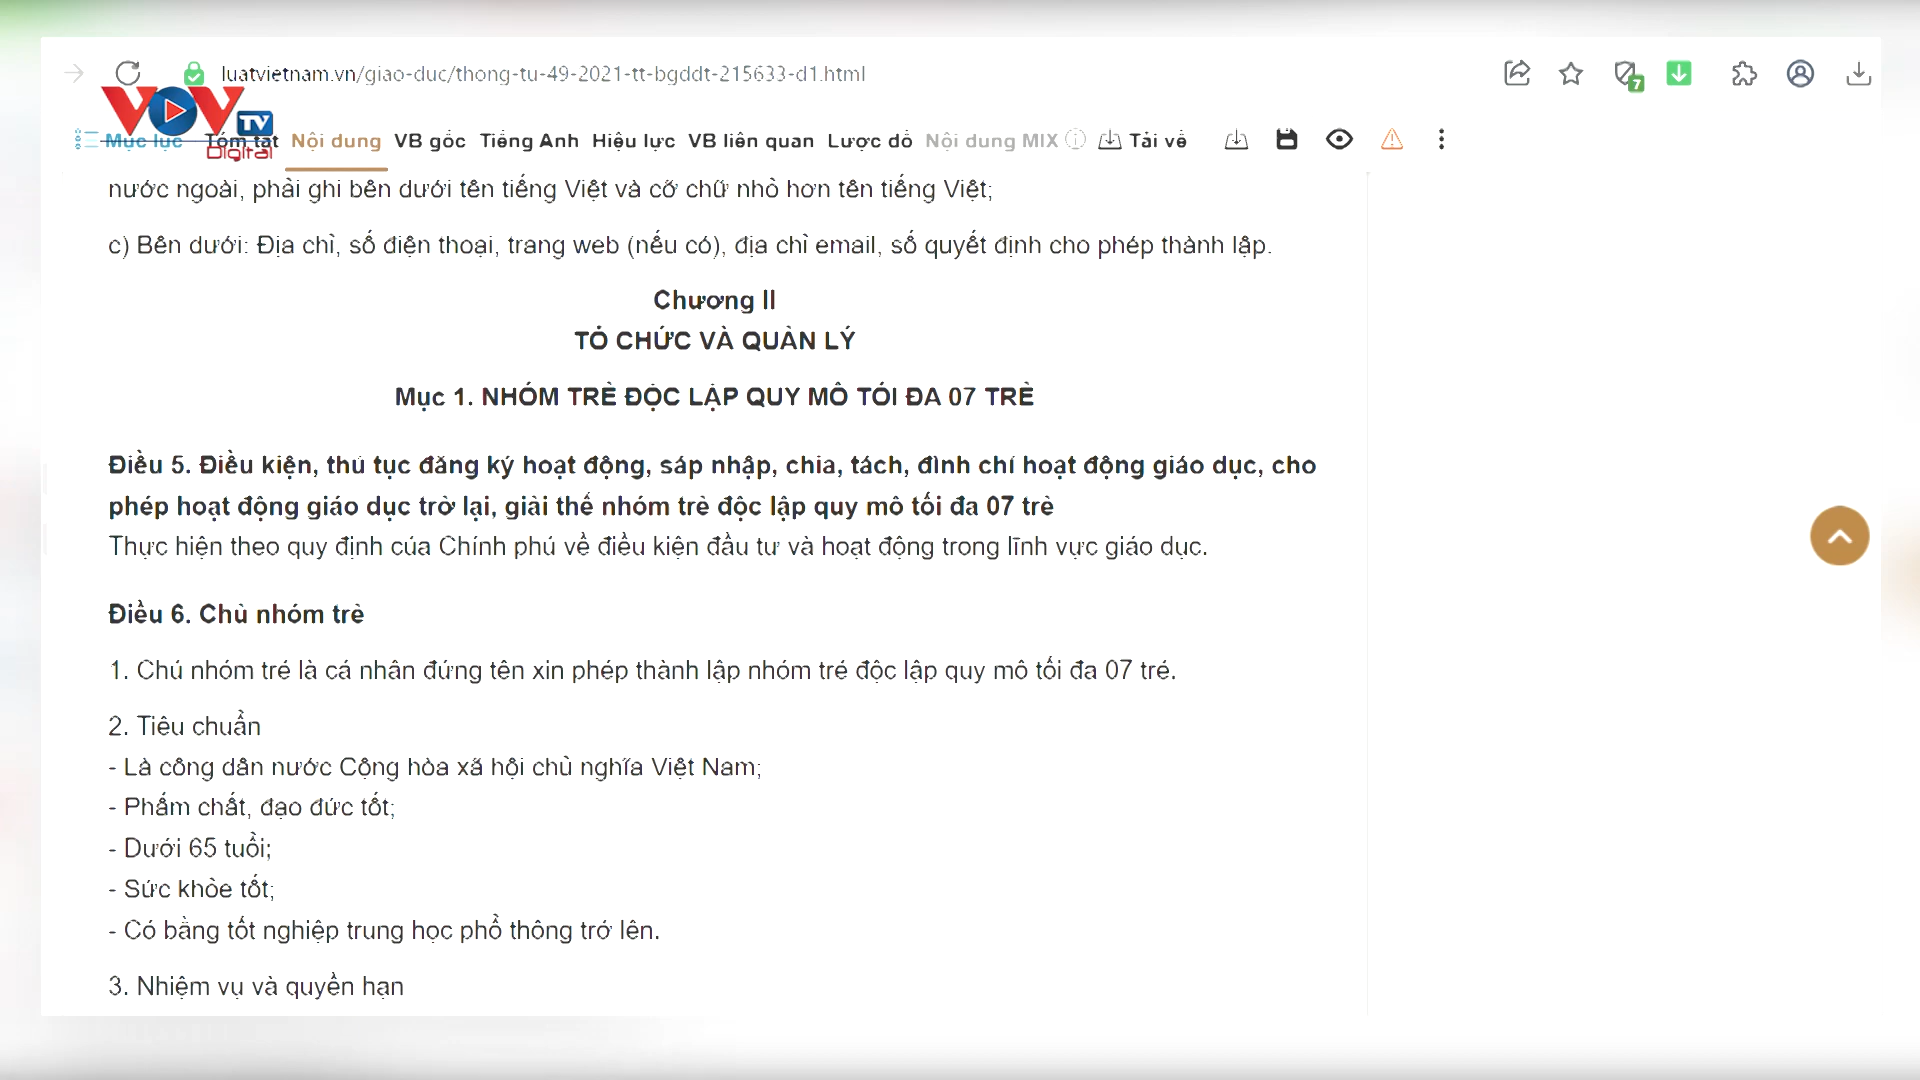 luatvietnam.vn/giao-duc/thong-tu-49-2021-tt-bgddt-215633-d1.html
7
VOV TV
Digital
Mục lục Tóm tắt Nội dung VB gốc Tiếng Anh Hiệu lực VB liên quan Lược đồ Nội dung MIX Tải về
nước ngoài, phải ghi bên dưới tên tiếng Việt và cỡ chữ nhỏ hơn tên tiếng Việt;
c) Bên dưới: Địa chỉ, số điện thoại, trang web (nếu có), địa chỉ email, số quyết định cho phép thành lập.
Chương II
TỔ CHỨC VÀ QUẢN LÝ
Mục 1. NHÓM TRẺ ĐỘC LẬP QUY MÔ TỐI ĐA 07 TRẺ
Điều 5. Điều kiện, thủ tục đăng ký hoạt động, sáp nhập, chia, tách, đình chỉ hoạt động giáo dục, cho
phép hoạt động giáo dục trở lại, giải thể nhóm trẻ độc lập quy mô tối đa 07 trẻ
Thực hiện theo quy định của Chính phủ về điều kiện đầu tư và hoạt động trong lĩnh vực giáo dục.
Điều 6. Chủ nhóm trẻ
1. Chủ nhóm trẻ là cá nhân đứng tên xin phép thành lập nhóm trẻ độc lập quy mô tối đa 07 trẻ.
2. Tiêu chuẩn
- Là công dân nước Cộng hòa xã hội chủ nghĩa Việt Nam;
- Phẩm chất, đạo đức tốt;
- Dưới 65 tuổi;
- Sức khỏe tốt;
- Có bằng tốt nghiệp trung học phổ thông trở lên.
3. Nhiệm vụ và quyền hạn